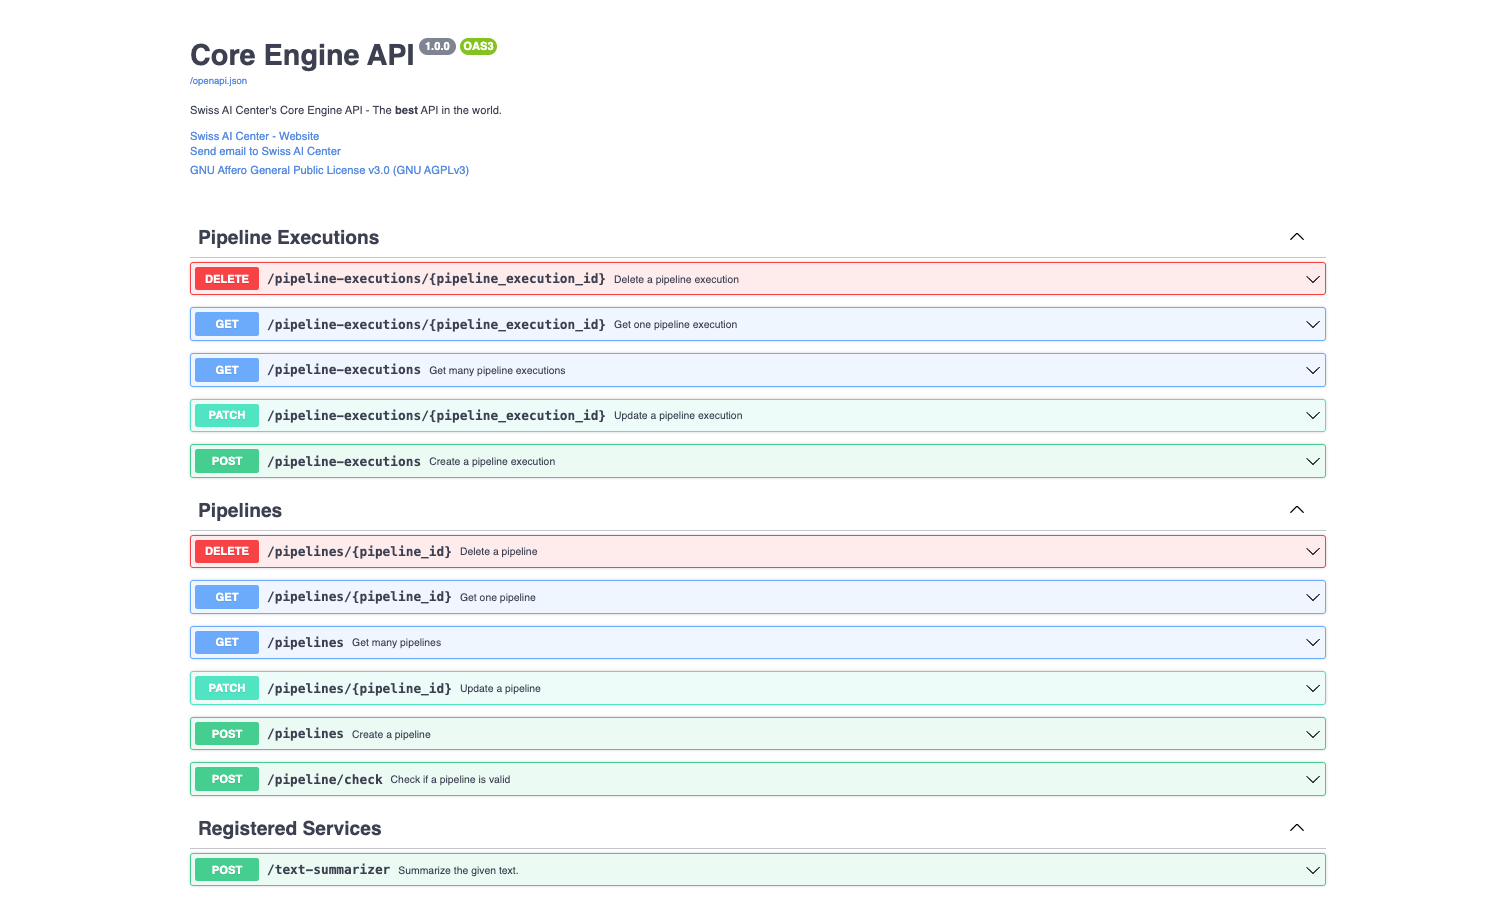 Core Engine API 1.0.0 OAS3
/openapi.json
Swiss AI Center's Core Engine API - The best API in the world.
Swiss AI Center - Website
Send email to Swiss AI Center
GNU Affero General Public License v3.0 (GNU AGPLv3)
Pipeline Executions
DELETE /pipeline-executions/{pipeline_execution_id} Delete a pipeline execution
GET /pipeline-executions/{pipeline_execution_id} Get one pipeline execution
GET /pipeline-executions Get many pipeline executions
PATCH /pipeline-executions/{pipeline_execution_id} Update a pipeline execution
POST /pipeline-executions Create a pipeline execution
Pipelines
DELETE /pipelines/{pipeline_id} Delete a pipeline
GET /pipelines/{pipeline_id} Get one pipeline
GET /pipelines Get many pipelines
PATCH /pipelines/{pipeline_id} Update a pipeline
POST /pipelines Create a pipeline
POST /pipeline/check Check if a pipeline is valid
Registered Services
POST /text-summarizer Summarize the given text.